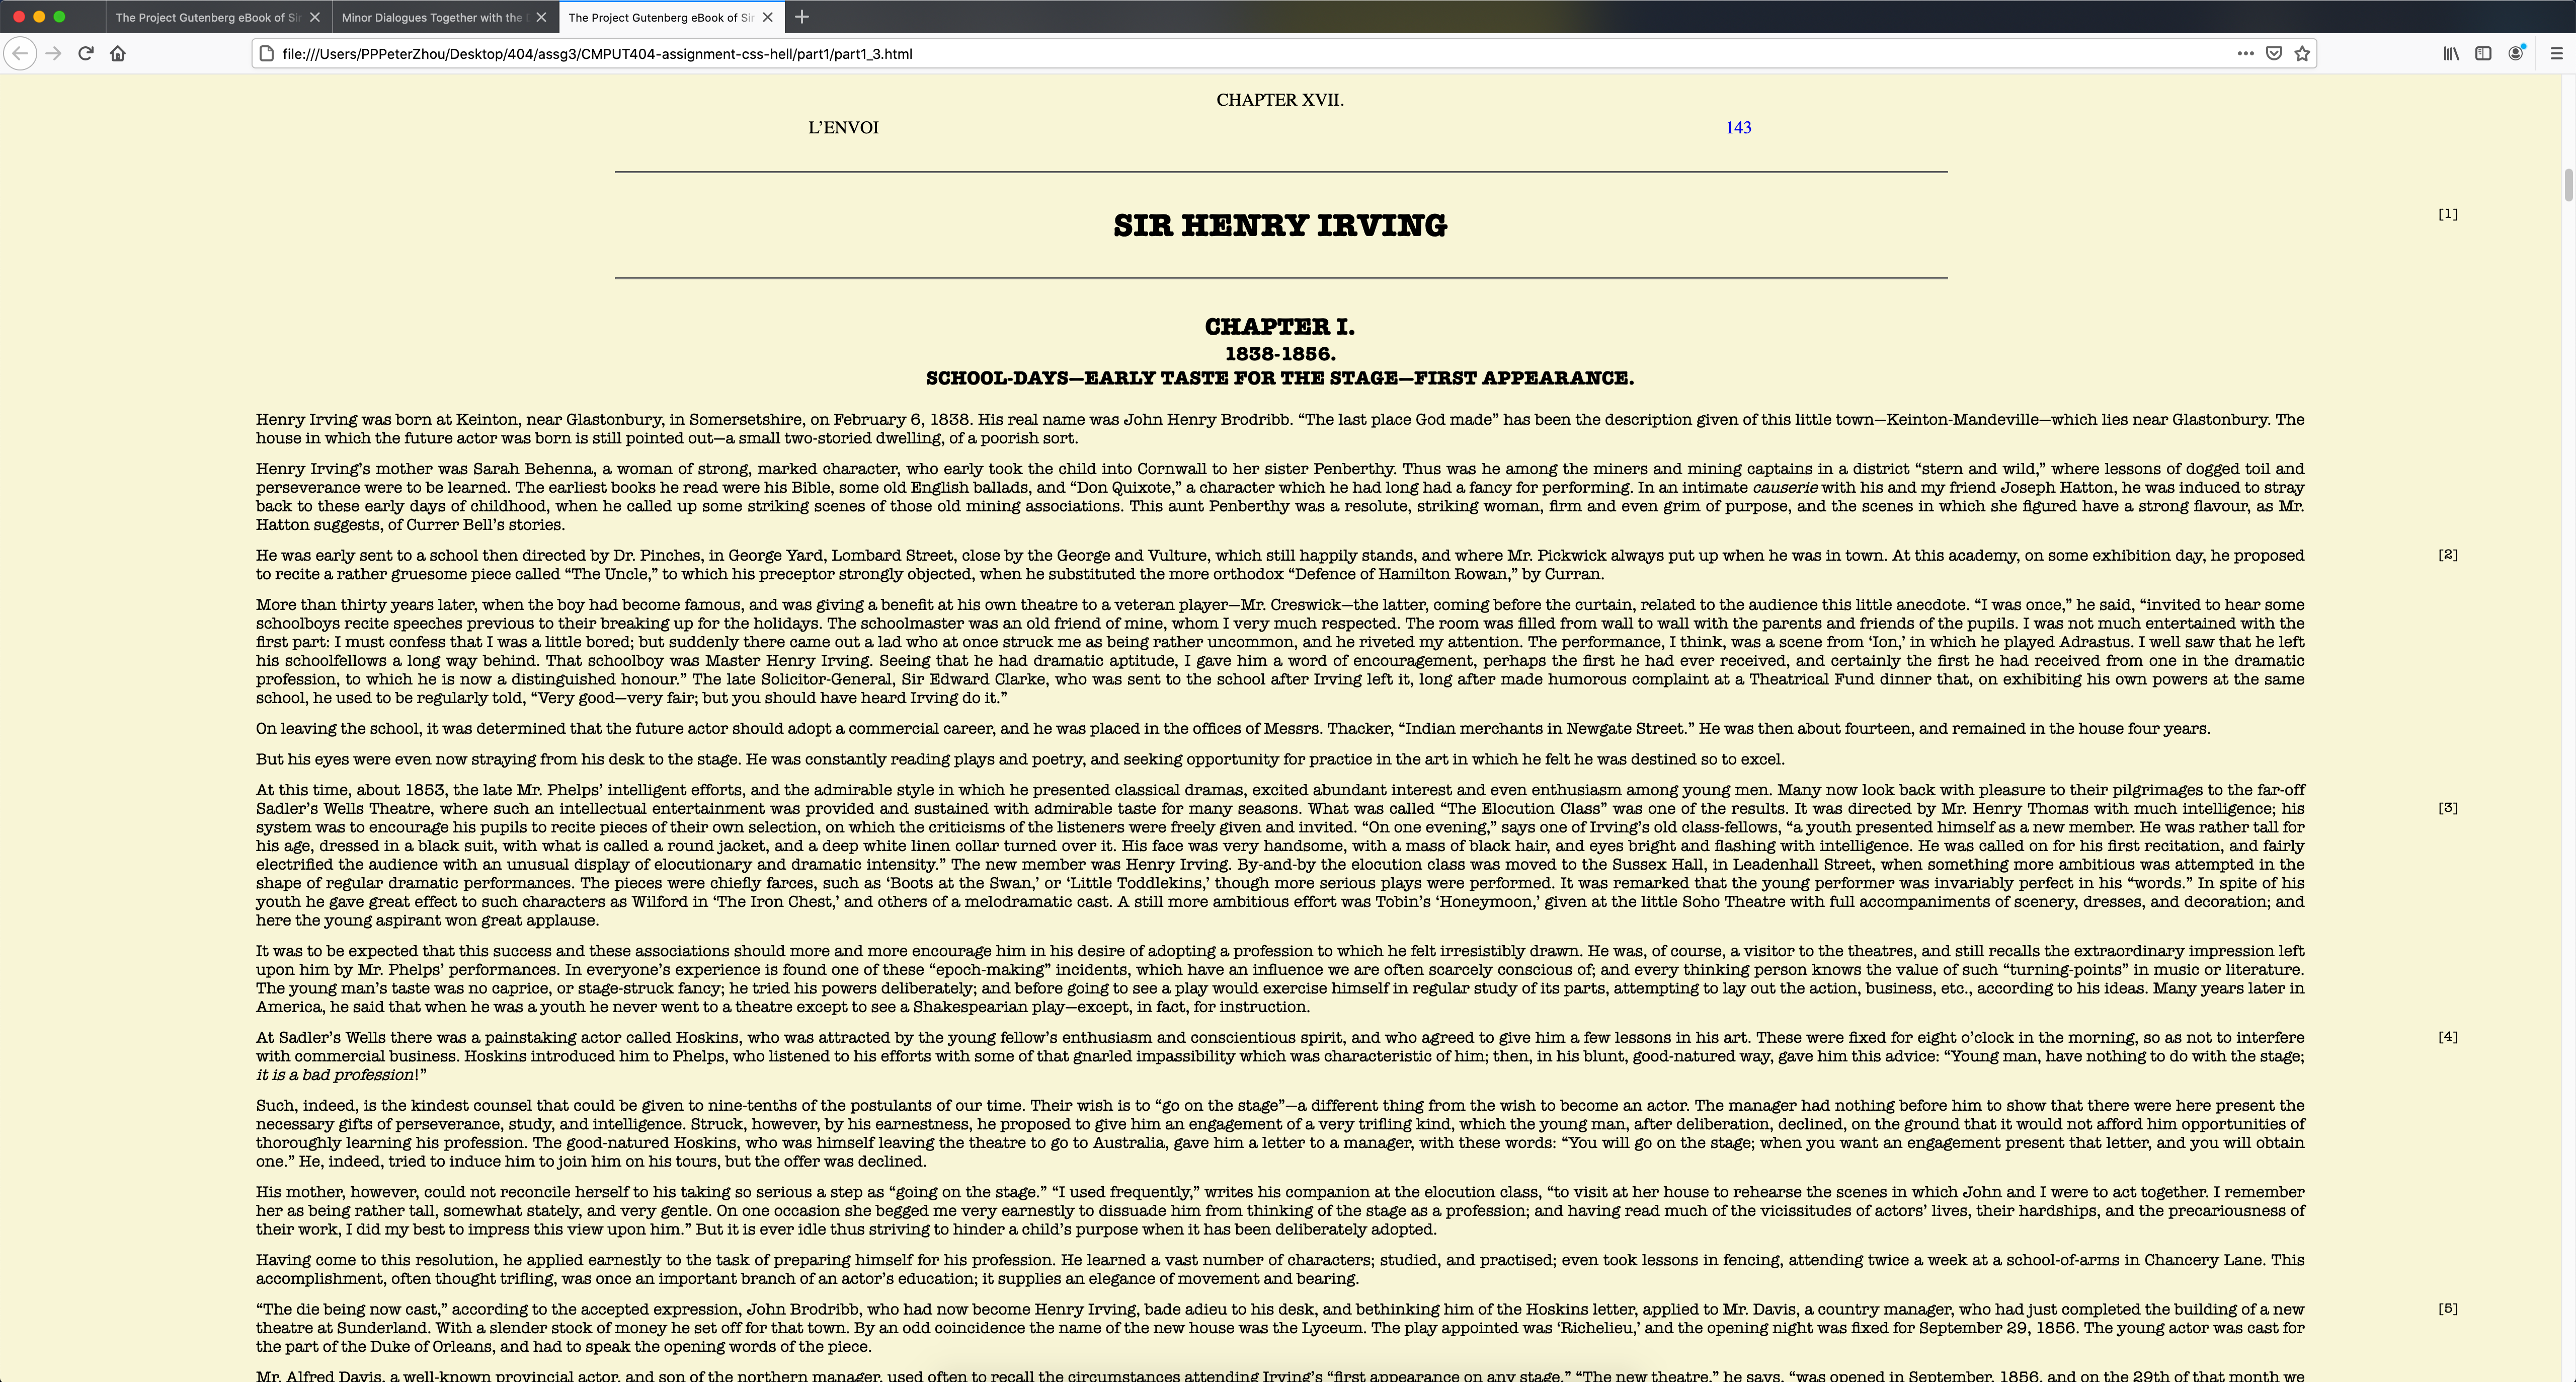 The Project Gutenberg eBook of Sir
Minor Dialogues Together with the
The Project Gutenberg eBook of Sir
file:///Users/PPPeterZhou/Desktop/404/assg3/CMPUT404-assignment-css-hell/part1/part1_3.html
CHAPTER XVII.
L’ENVOI 143
SIR HENRY IRVING [1]
CHAPTER I.
1838-1856.
SCHOOL-DAYS—EARLY TASTE FOR THE STAGE—FIRST APPEARANCE.
Henry Irving was born at Keinton, near Glastonbury, in Somersetshire, on February 6, 1838. His real name was John Henry Brodribb. “The last place God made” has been the description given of this little town—Keinton-Mandeville—which lies near Glastonbury. The
house in which the future actor was born is still pointed out—a small two-storied dwelling, of a poorish sort.
Henry Irving’s mother was Sarah Behenna, a woman of strong, marked character, who early took the child into Cornwall to her sister Penberthy. Thus was he among the miners and mining captains in a district “stern and wild,” where lessons of dogged toil and
perseverance were to be learned. The earliest books he read were his Bible, some old English ballads, and “Don Quixote,” a character which he had long had a fancy for performing. In an intimate causerie with his and my friend Joseph Hatton, he was induced to stray
back to these early days of childhood, when he called up some striking scenes of those old mining associations. This aunt Penberthy was a resolute, striking woman, firm and even grim of purpose, and the scenes in which she figured have a strong flavour, as Mr.
Hatton suggests, of Currer Bell’s stories.
He was early sent to a school then directed by Dr. Pinches, in George Yard, Lombard Street, close by the George and Vulture, which still happily stands, and where Mr. Pickwick always put up when he was in town. At this academy, on some exhibition day, he proposed [2]
to recite a rather gruesome piece called “The Uncle,” to which his preceptor strongly objected, when he substituted the more orthodox “Defence of Hamilton Rowan,” by Curran.
More than thirty years later, when the boy had become famous, and was giving a benefit at his own theatre to a veteran player—Mr. Creswick—the latter, coming before the curtain, related to the audience this little anecdote. “I was once,” he said, “invited to hear some
schoolboys recite speeches previous to their breaking up for the holidays. The schoolmaster was an old friend of mine, whom I very much respected. The room was filled from wall to wall with the parents and friends of the pupils. I was not much entertained with the
first part: I must confess that I was a little bored; but suddenly there came out a lad who at once struck me as being rather uncommon, and he riveted my attention. The performance, I think, was a scene from ‘Ion,’ in which he played Adrastus. I well saw that he left
his schoolfellows a long way behind. That schoolboy was Master Henry Irving. Seeing that he had dramatic aptitude, I gave him a word of encouragement, perhaps the first he had ever received, and certainly the first he had received from one in the dramatic
profession, to which he is now a distinguished honour.” The late Solicitor-General, Sir Edward Clarke, who was sent to the school after Irving left it, long after made humorous complaint at a Theatrical Fund dinner that, on exhibiting his own powers at the same
school, he used to be regularly told, “Very good—very fair; but you should have heard Irving do it.”
On leaving the school, it was determined that the future actor should adopt a commercial career, and he was placed in the offices of Messrs. Thacker, “Indian merchants in Newgate Street.” He was then about fourteen, and remained in the house four years.
But his eyes were even now straying from his desk to the stage. He was constantly reading plays and poetry, and seeking opportunity for practice in the art in which he felt he was destined so to excel.
At this time, about 1853, the late Mr. Phelps’ intelligent efforts, and the admirable style in which he presented classical dramas, excited abundant interest and even enthusiasm among young men. Many now look back with pleasure to their pilgrimages to the far-off
Sadler’s Wells Theatre, where such an intellectual entertainment was provided and sustained with admirable taste for many seasons. What was called “The Elocution Class” was one of the results. It was directed by Mr. Henry Thomas with much intelligence; his [3]
system was to encourage his pupils to recite pieces of their own selection, on which the criticisms of the listeners were freely given and invited. “On one evening,” says one of Irving’s old class-fellows, “a youth presented himself as a new member. He was rather tall for
his age, dressed in a black suit, with what is called a round jacket, and a deep white linen collar turned over it. His face was very handsome, with a mass of black hair, and eyes bright and flashing with intelligence. He was called on for his first recitation, and fairly
electrified the audience with an unusual display of elocutionary and dramatic intensity.” The new member was Henry Irving. By-and-by the elocution class was moved to the Sussex Hall, in Leadenhall Street, when something more ambitious was attempted in the
shape of regular dramatic performances. The pieces were chiefly farces, such as ‘Boots at the Swan,’ or ‘Little Toddlekins,’ though more serious plays were performed. It was remarked that the young performer was invariably perfect in his “words.” In spite of his
youth he gave great effect to such characters as Wilford in ‘The Iron Chest,’ and others of a melodramatic cast. A still more ambitious effort was Tobin’s ‘Honeymoon,’ given at the little Soho Theatre with full accompaniments of scenery, dresses, and decoration; and
here the young aspirant won great applause.
It was to be expected that this success and these associations should more and more encourage him in his desire of adopting a profession to which he felt irresistibly drawn. He was, of course, a visitor to the theatres, and still recalls the extraordinary impression left
upon him by Mr. Phelps’ performances. In everyone’s experience is found one of these “epoch-making” incidents, which have an influence we are often scarcely conscious of; and every thinking person knows the value of such “turning-points” in music or literature.
The young man’s taste was no caprice, or stage-struck fancy; he tried his powers deliberately; and before going to see a play would exercise himself in regular study of its parts, attempting to lay out the action, business, etc., according to his ideas. Many years later in
America, he said that when he was a youth he never went to a theatre except to see a Shakespearian play—except, in fact, for instruction.
At Sadler’s Wells there was a painstaking actor called Hoskins, who was attracted by the young fellow’s enthusiasm and conscientious spirit, and who agreed to give him a few lessons in his art. These were fixed for eight o’clock in the morning, so as not to interfere [4]
with commercial business. Hoskins introduced him to Phelps, who listened to his efforts with some of that gnarled impassibility which was characteristic of him; then, in his blunt, good-natured way, gave him this advice: “Young man, have nothing to do with the stage;
it is a bad profession!”
Such, indeed, is the kindest counsel that could be given to nine-tenths of the postulants of our time. Their wish is to “go on the stage”—a different thing from the wish to become an actor. The manager had nothing before him to show that there were here present the
necessary gifts of perseverance, study, and intelligence. Struck, however, by his earnestness, he proposed to give him an engagement of a very trifling kind, which the young man, after deliberation, declined, on the ground that it would not afford him opportunities of
thoroughly learning his profession. The good-natured Hoskins, who was himself leaving the theatre to go to Australia, gave him a letter to a manager, with these words: “You will go on the stage; when you want an engagement present that letter, and you will obtain
one.” He, indeed, tried to induce him to join him on his tours, but the offer was declined.
His mother, however, could not reconcile herself to his taking so serious a step as “going on the stage.” “I used frequently,” writes his companion at the elocution class, “to visit at her house to rehearse the scenes in which John and I were to act together. I remember
her as being rather tall, somewhat stately, and very gentle. On one occasion she begged me very earnestly to dissuade him from thinking of the stage as a profession; and having read much of the vicissitudes of actors’ lives, their hardships, and the precariousness of
their work, I did my best to impress this view upon him.” But it is ever idle thus striving to hinder a child’s purpose when it has been deliberately adopted.
Having come to this resolution, he applied earnestly to the task of preparing himself for his profession. He learned a vast number of characters; studied, and practised; even took lessons in fencing, attending twice a week at a school-of-arms in Chancery Lane. This
accomplishment, often thought trifling, was once an important branch of an actor’s education; it supplies an elegance of movement and bearing.
“The die being now cast,” according to the accepted expression, John Brodribb, who had now become Henry Irving, bade adieu to his desk, and bethinking him of the Hoskins letter, applied to Mr. Davis, a country manager, who had just completed the building of a new [5]
theatre at Sunderland. With a slender stock of money he set off for that town. By an odd coincidence the name of the new house was the Lyceum. The play appointed was ‘Richelieu,’ and the opening night was fixed for September 29, 1856. The young actor was cast for
the part of the Duke of Orleans, and had to speak the opening words of the piece.
Mr. Alfred Davis, a well-known provincial actor, and son of the northern manager, used often to recall the circumstances attending Irving’s “first appearance on any stage.” “The new theatre,” he says, “was opened in September, 1856, and on the 29th of that month we